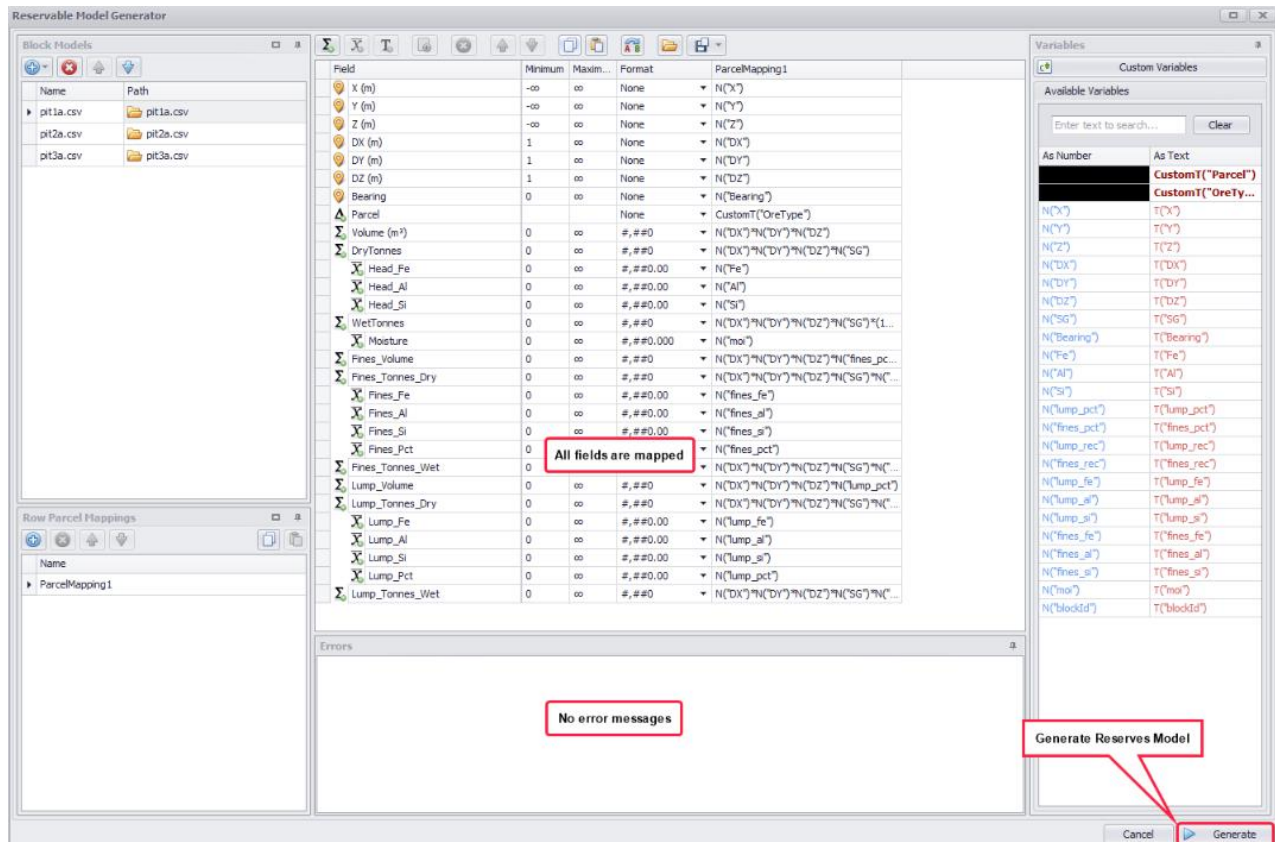 Reservable Model Generator
Block Models
Name Path
pit1a.csv pit1a.csv
pit2a.csv pit2a.csv
pit3a.csv pit3a.csv
Row Parcel Mappings
Name
ParcelMapping1
Field Minimum Maxim... Format ParcelMapping1
X (m) -∞ ∞ None N("X")
Y (m) -∞ ∞ None N("Y")
Z (m) -∞ ∞ None N("Z")
DX (m) 1 ∞ None N("DX")
DY (m) 1 ∞ None N("DY")
DZ (m) 1 ∞ None N("DZ")
Bearing 0 ∞ None N("Bearing")
Parcel None CustomT("OreType")
Volume (m³) 0 ∞ #,##0 N("DX")*N("DY")*N("DZ")
DryTonnes 0 ∞ #,##0 N("DX")*N("DY")*N("DZ")*N("SG")
Head_Fe 0 ∞ #,##0.00 N("Fe")
Head_Al 0 ∞ #,##0.00 N("Al")
Head_Si 0 ∞ #,##0.00 N("Si")
WetTonnes 0 ∞ #,##0 N("DX")*N("DY")*N("DZ")*N("SG")*(1...
Moisture 0 ∞ #,##0.000 N("moi")
Fines_Volume 0 ∞ #,##0 N("DX")*N("DY")*N("DZ")*N("fines_pc...
Fines_Tonnes_Dry 0 ∞ #,##0 N("DX")*N("DY")*N("DZ")*N("SG")*N("...
Fines_Fe 0 ∞ #,##0.00 N("fines_fe")
Fines_Al 0 ∞ #,##0.00 N("fines_al")
Fines_Si 0 ∞ #,##0.00 N("fines_si")
Fines_Pct 0 N("fines_pct")
All fields are mapped
Fines_Tonnes_Wet 0 N("DX")*N("DY")*N("DZ")*N("SG")*N("...
Lump_Volume 0 ∞ #,##0 N("DX")*N("DY")*N("DZ")*N("lump_pct")
Lump_Tonnes_Dry 0 ∞ #,##0 N("DX")*N("DY")*N("DZ")*N("SG")*N("...
Lump_Fe 0 ∞ #,##0.00 N("lump_fe")
Lump_Al 0 ∞ #,##0.00 N("lump_al")
Lump_Si 0 ∞ #,##0.00 N("lump_si")
Lump_Pct 0 ∞ #,##0.00 N("lump_pct")
Lump_Tonnes_Wet 0 ∞ #,##0 N("DX")*N("DY")*N("DZ")*N("SG")*N("...
Errors
No error messages
Variables
Custom Variables
Available Variables
Enter text to search... Clear
As Number As Text
CustomT("Parcel")
CustomT("OreTy...
N("X") T("X")
N("Y") T("Y")
N("Z") T("Z")
N("DX") T("DX")
N("DY") T("DY")
N("DZ") T("DZ")
N("SG") T("SG")
N("Bearing") T("Bearing")
N("Fe") T("Fe")
N("Al") T("Al")
N("Si") T("Si")
N("lump_pct") T("lump_pct")
N("fines_pct") T("fines_pct")
N("lump_rec") T("lump_rec")
N("fines_rec") T("fines_rec")
N("lump_fe") T("lump_fe")
N("lump_al") T("lump_al")
N("lump_si") T("lump_si")
N("fines_fe") T("fines_fe")
N("fines_al") T("fines_al")
N("fines_si") T("fines_si")
N("moi") T("moi")
N("blockId") T("blockId")
Generate Reserves Model
Cancel Generate